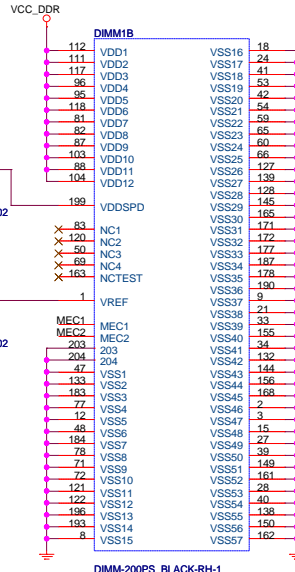 VCC_DDR
DIMM1B
112 VDD1 VSS16 18
111 VDD2 VSS17 24
117 VDD3 VSS18 41
96 VDD4 VSS19 53
95 VDD5 VSS20 42
118 VDD6 VSS21 54
81 VDD7 VSS22 59
82 VDD8 VSS23 65
87 VDD9 VSS24 60
103 VDD10 VSS25 66
88 VDD11 VSS26 127
104 VDD12 VSS27 139
VSS28 128
199 VDDSPD VSS29 145
02 VSS30 165
83 NC1 VSS31 171
120 NC2 VSS32 172
50 NC3 VSS33 177
69 NC4 VSS34 187
163 NCTEST VSS35 178
VSS36 190
1 VREF VSS37 9
VSS38 21
MEC1 MEC1 VSS39 33
MEC2 MEC2 VSS40 155
02 203 203 VSS41 34
204 204 VSS42 132
47 VSS1 VSS43 144
133 VSS2 VSS44 156
183 VSS3 VSS45 168
77 VSS4 VSS46 2
12 VSS5 VSS47 3
48 VSS6 VSS48 15
184 VSS7 VSS49 27
78 VSS8 VSS50 39
71 VSS9 VSS51 149
72 VSS10 VSS52 161
121 VSS11 VSS53 28
122 VSS12 VSS54 40
196 VSS13 VSS55 138
193 VSS14 VSS56 150
8 VSS15 VSS57 162
DIMM-200PS_BLACK-RH-1